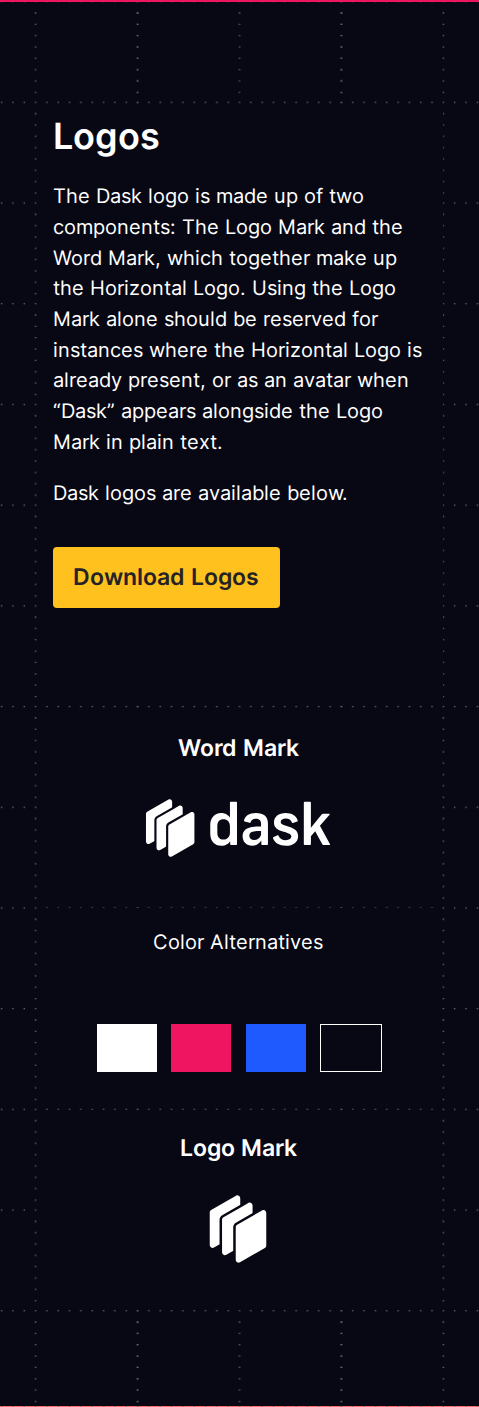 Logos
The Dask logo is made up of two
components: The Logo Mark and the
Word Mark, which together make up
the Horizontal Logo. Using the Logo
Mark alone should be reserved for
instances where the Horizontal Logo is
already present, or as an avatar when
“Dask” appears alongside the Logo
Mark in plain text.
Dask logos are available below.
Download Logos
Word Mark
dask
Color Alternatives
Logo Mark